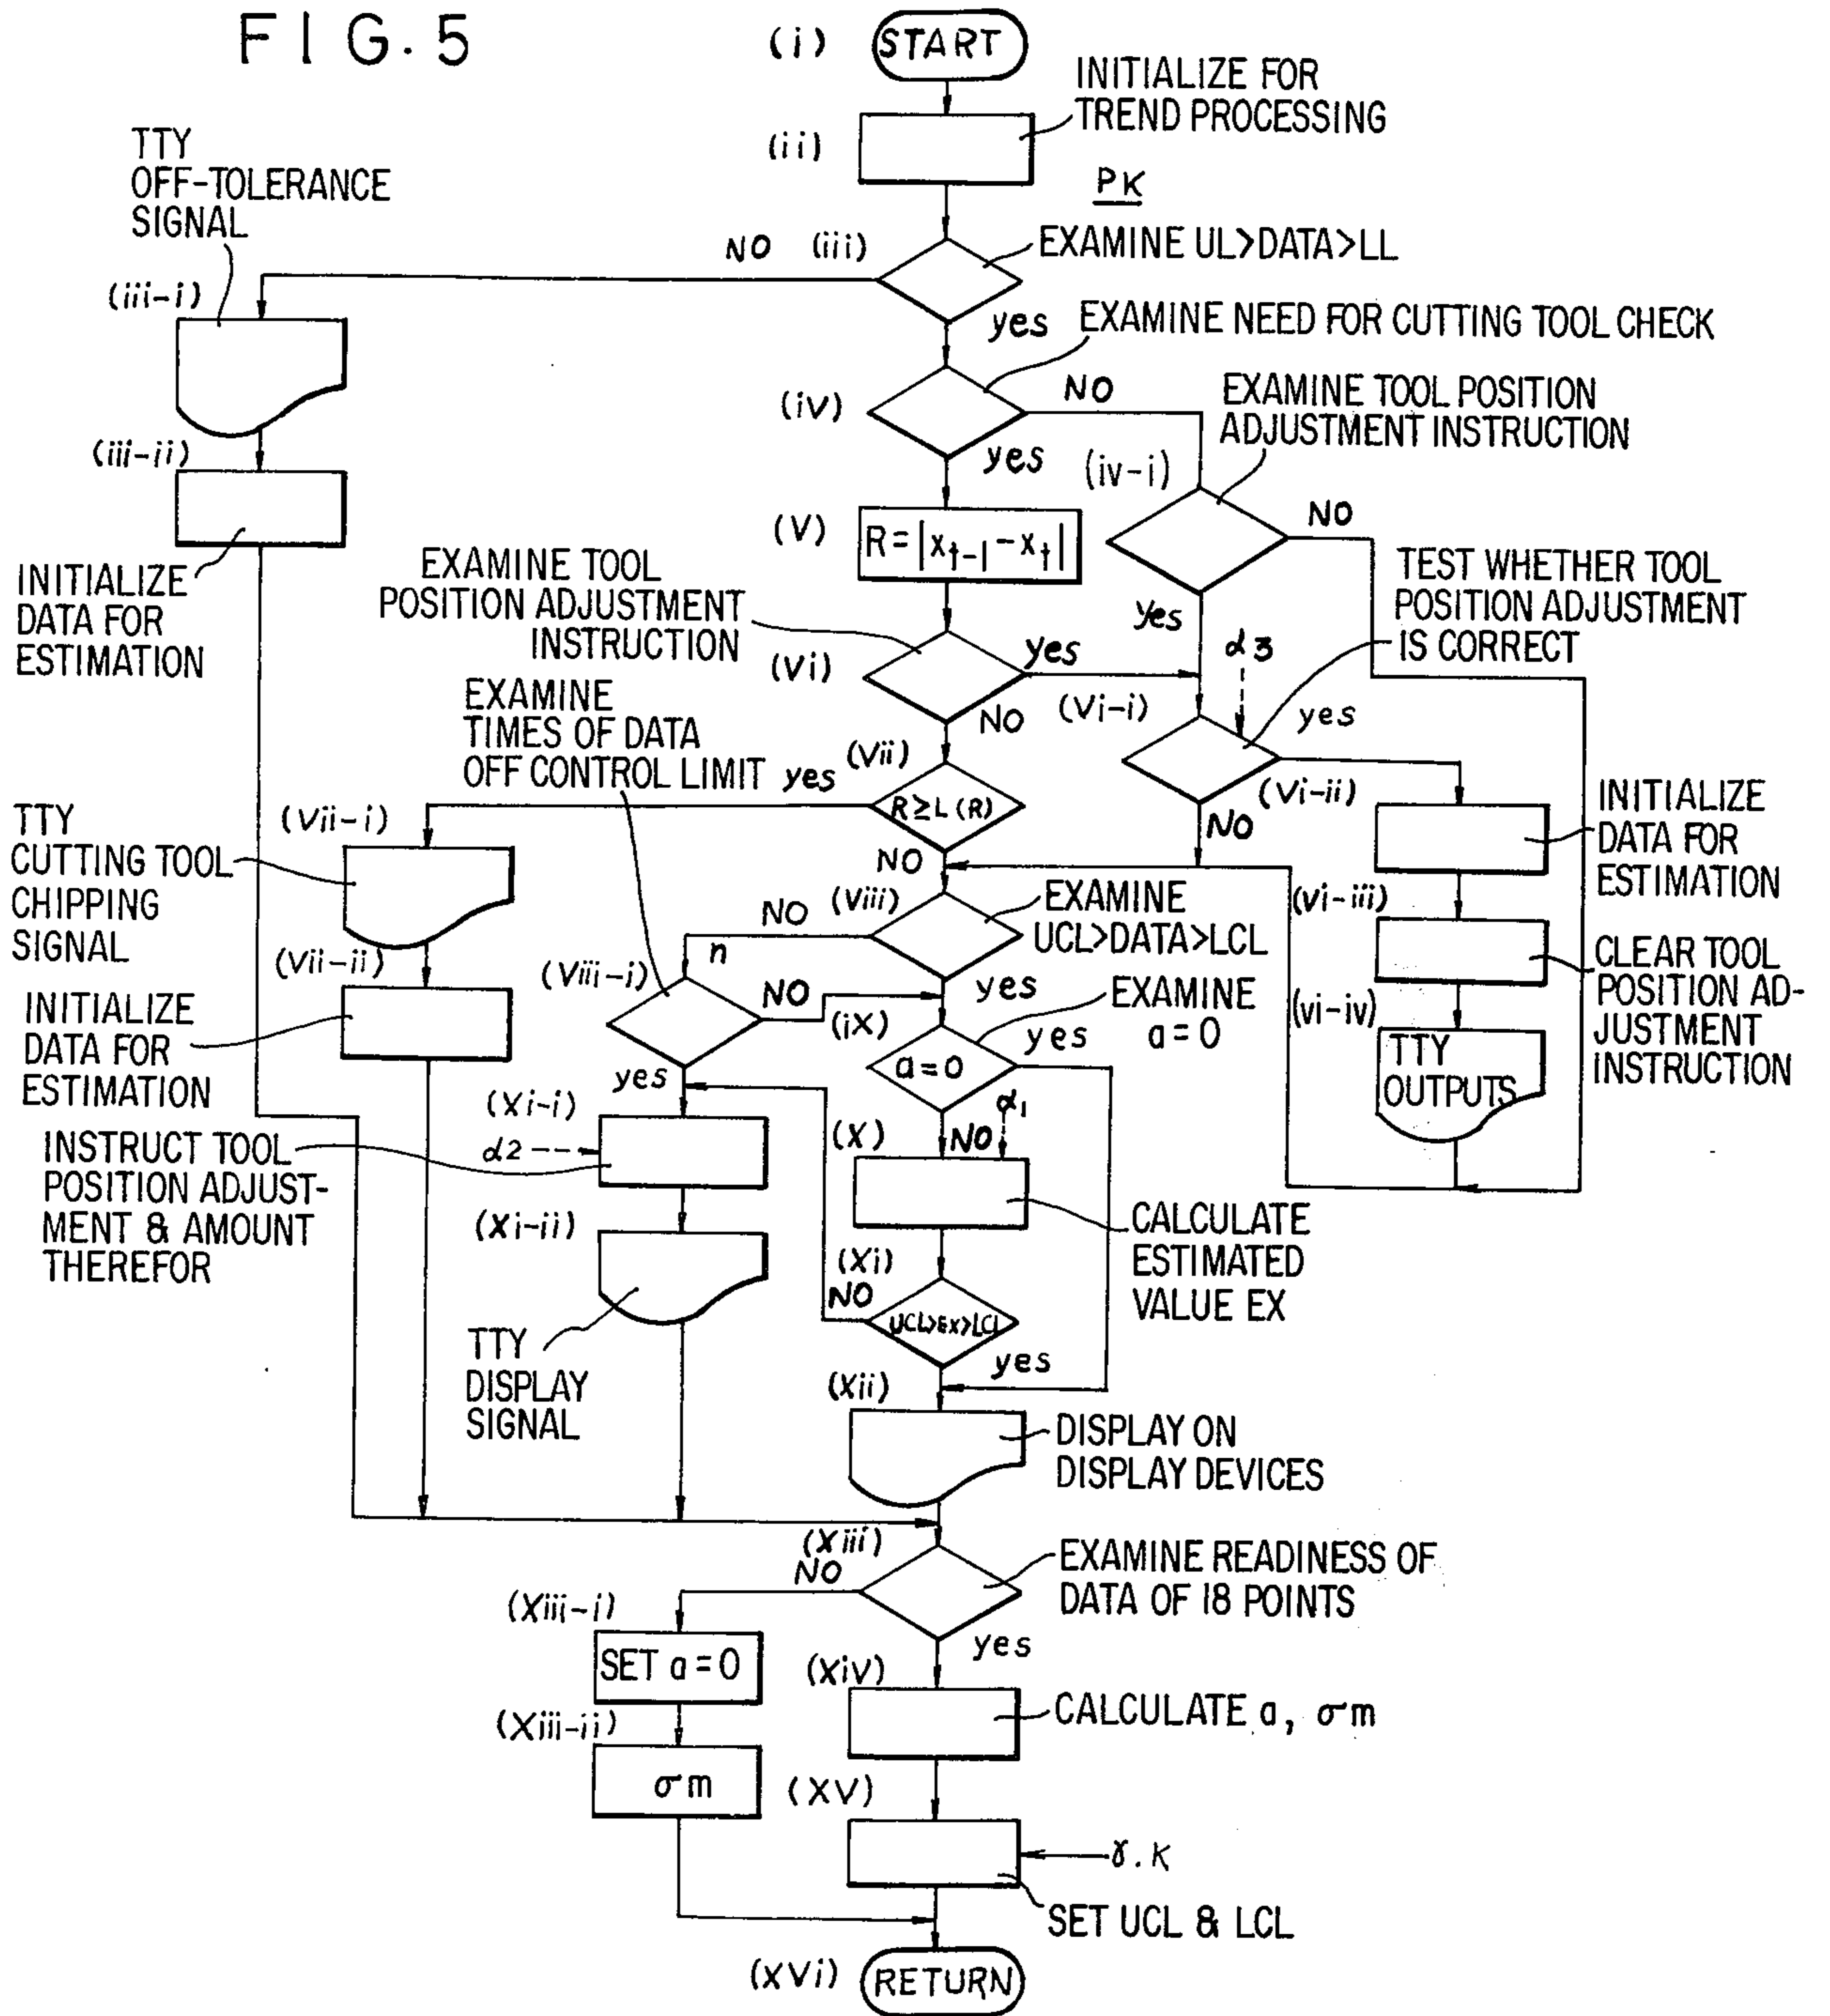 FIG. 5
(i) START
INITIALIZE FOR
TREND PROCESSING
(ii)
PK
TTY
OFF-TOLERANCE
SIGNAL
NO (iii) EXAMINE UL>DATA>LL
(iii-i)
yes
EXAMINE NEED FOR CUTTING TOOL CHECK
(iv)
NO
EXAMINE TOOL POSITION
ADJUSTMENT INSTRUCTION
(iii-ii)
yes
(iv-i)
NO
(V) R=|x_{t-1}-x_t|
INITIALIZE
DATA FOR
ESTIMATION
EXAMINE TOOL
POSITION ADJUSTMENT
INSTRUCTION
TEST WHETHER TOOL
POSITION ADJUSTMENT
IS CORRECT
yes
α3
(Vi)
yes
NO
(Vi-i)
yes
EXAMINE
TIMES OF DATA
OFF CONTROL LIMIT
yes
(Vii)
R≥L(R)
NO
(Vi-ii)
NO
INITIALIZE
DATA FOR
ESTIMATION
TTY
CUTTING TOOL
CHIPPING
SIGNAL
(Vii-i)
(Vii-ii)
NO (Viii)
EXAMINE
UCL>DATA>LCL
(vi-iii)
CLEAR TOOL
POSITION AD-
JUSTMENT
INSTRUCTION
n
(Viii-i)
NO
yes
EXAMINE
a=0
(vi-iv)
TTY
OUTPUTS
INITIALIZE
DATA FOR
ESTIMATION
(iX)
yes
a=0
yes
(Xi-i)
α2
NO
α1
(X)
INSTRUCT TOOL
POSITION ADJUST-
MENT & AMOUNT
THEREFOR
(Xi-ii)
CALCULATE
ESTIMATED
VALUE EX
(Xi)
NO
UCL>Ex>LCL
yes
TTY
DISPLAY
SIGNAL
(Xii)
DISPLAY ON
DISPLAY DEVICES
(Xiii)
NO
EXAMINE READINESS OF
DATA OF 18 POINTS
(Xiii-i)
yes
SET a=0
(Xiv)
CALCULATE a, σm
(Xiii-ii)
σm
(XV)
γ.K
SET UCL & LCL
(XVi) RETURN